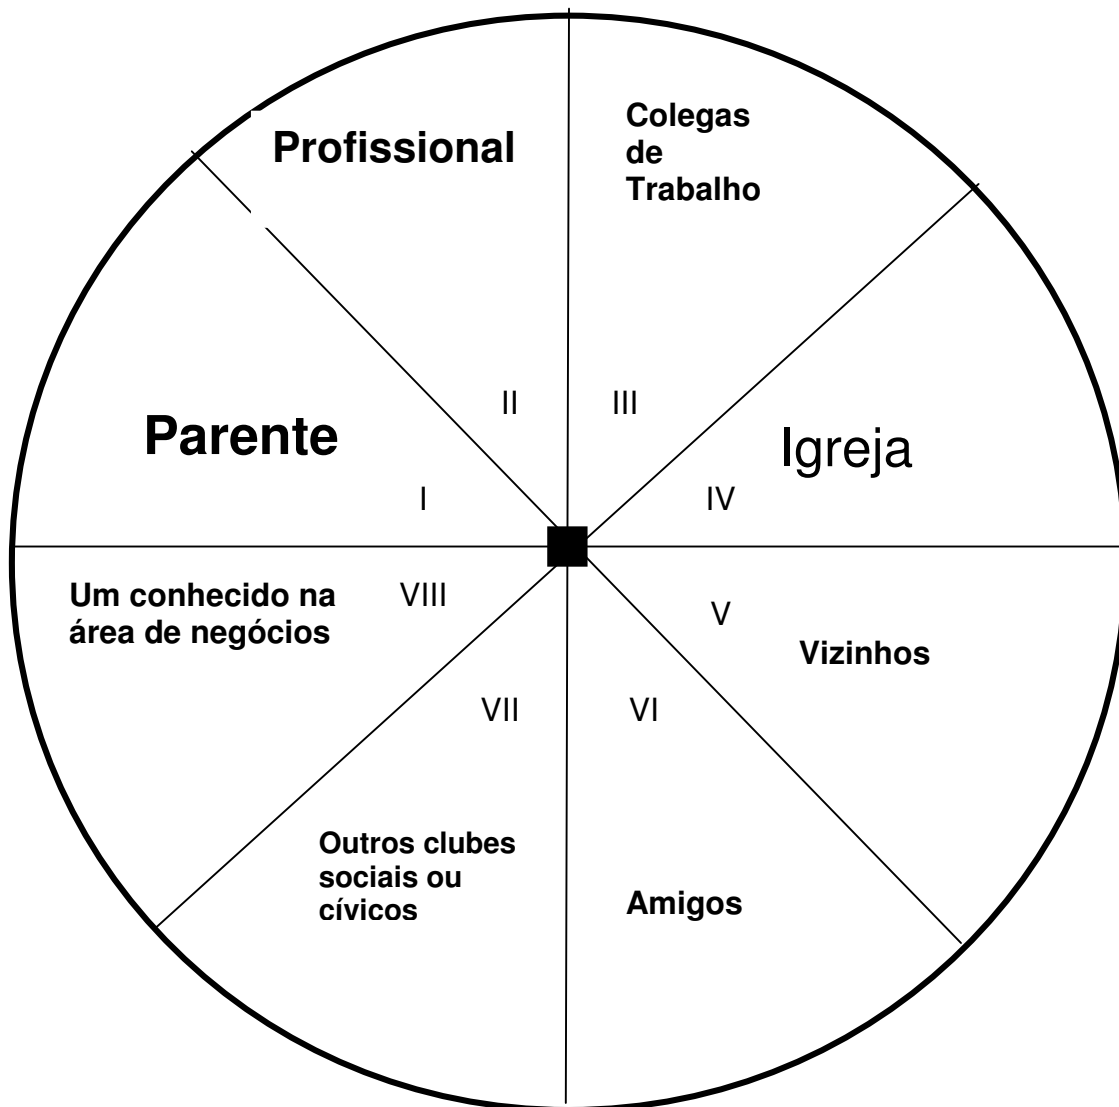 Profissional
Colegas
de
Trabalho
II
III
Parente
Igreja
I
IV
Um conhecido na
área de negócios
VIII
V
Vizinhos
VII
VI
Outros clubes
sociais ou
cívicos
Amigos